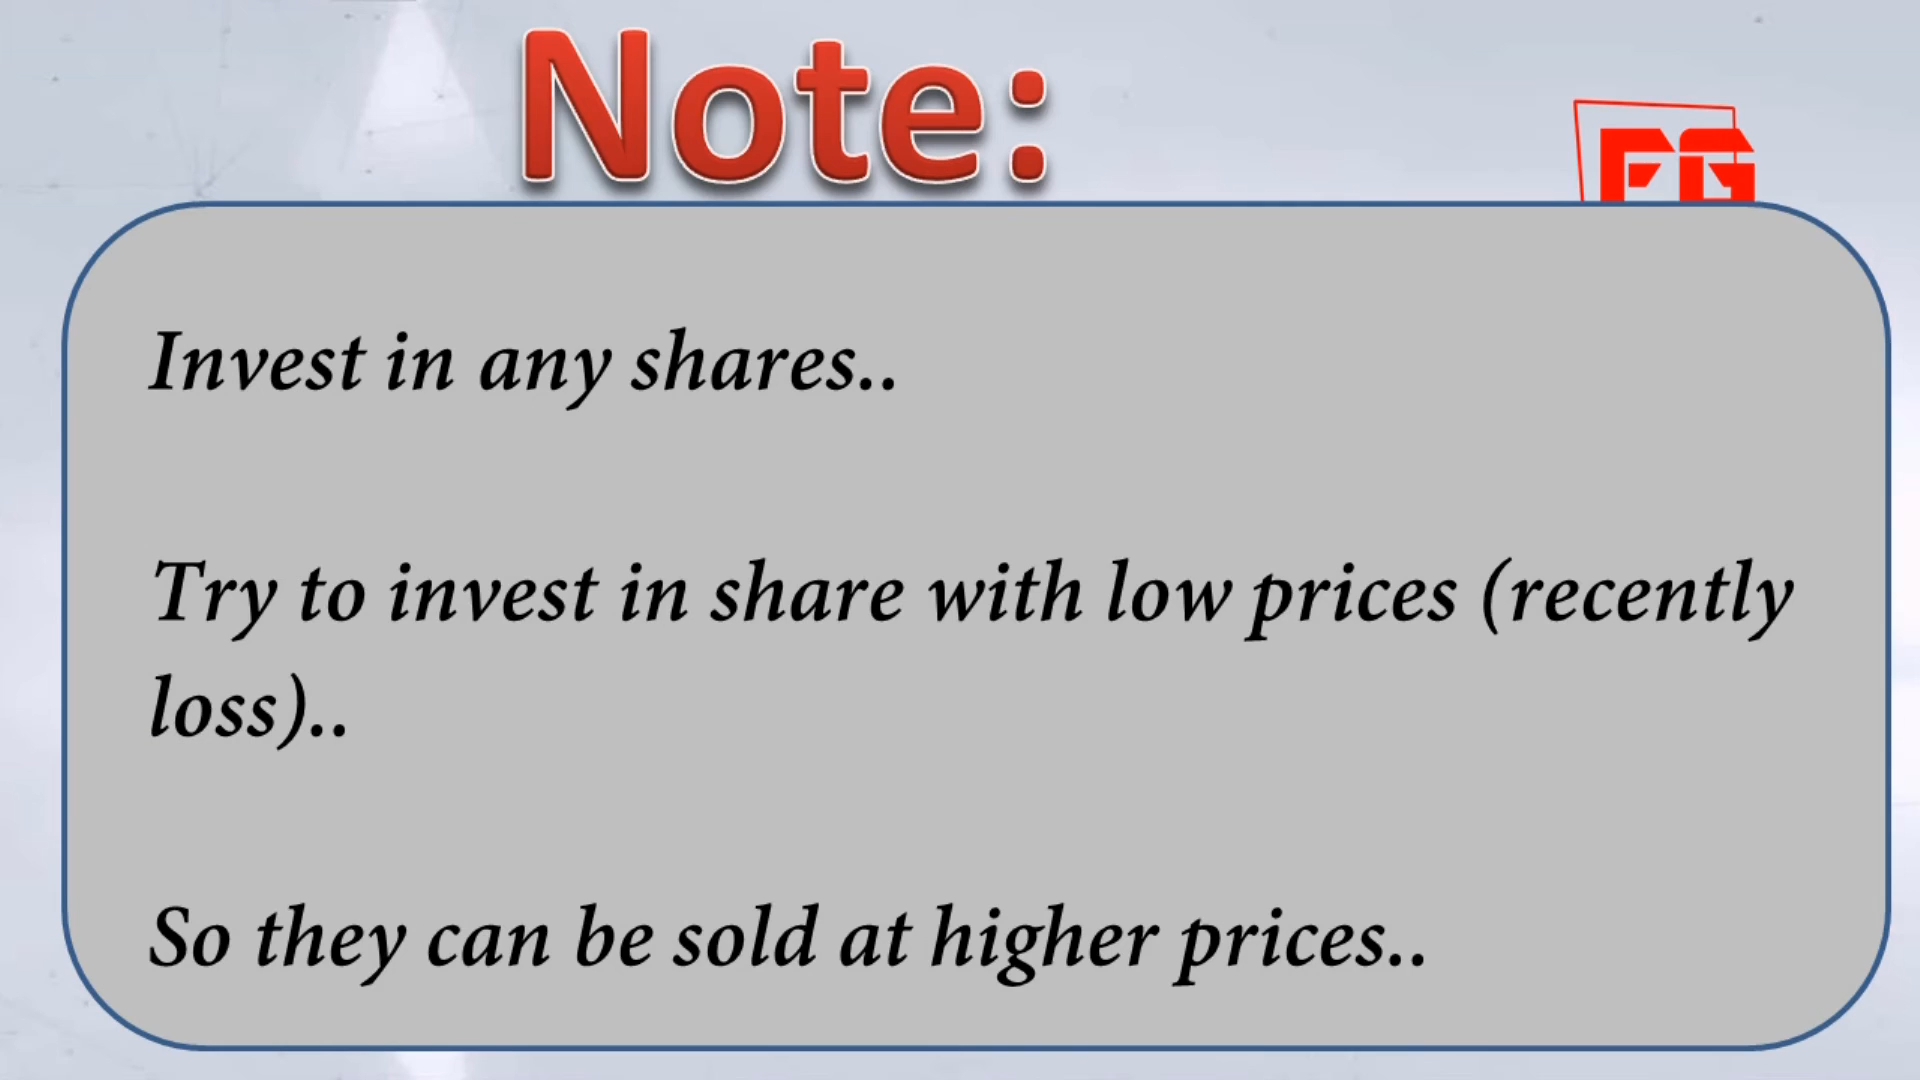 Note:
FG
Invest in any shares..
Try to invest in share with low prices (recently
loss)..
So they can be sold at higher prices..